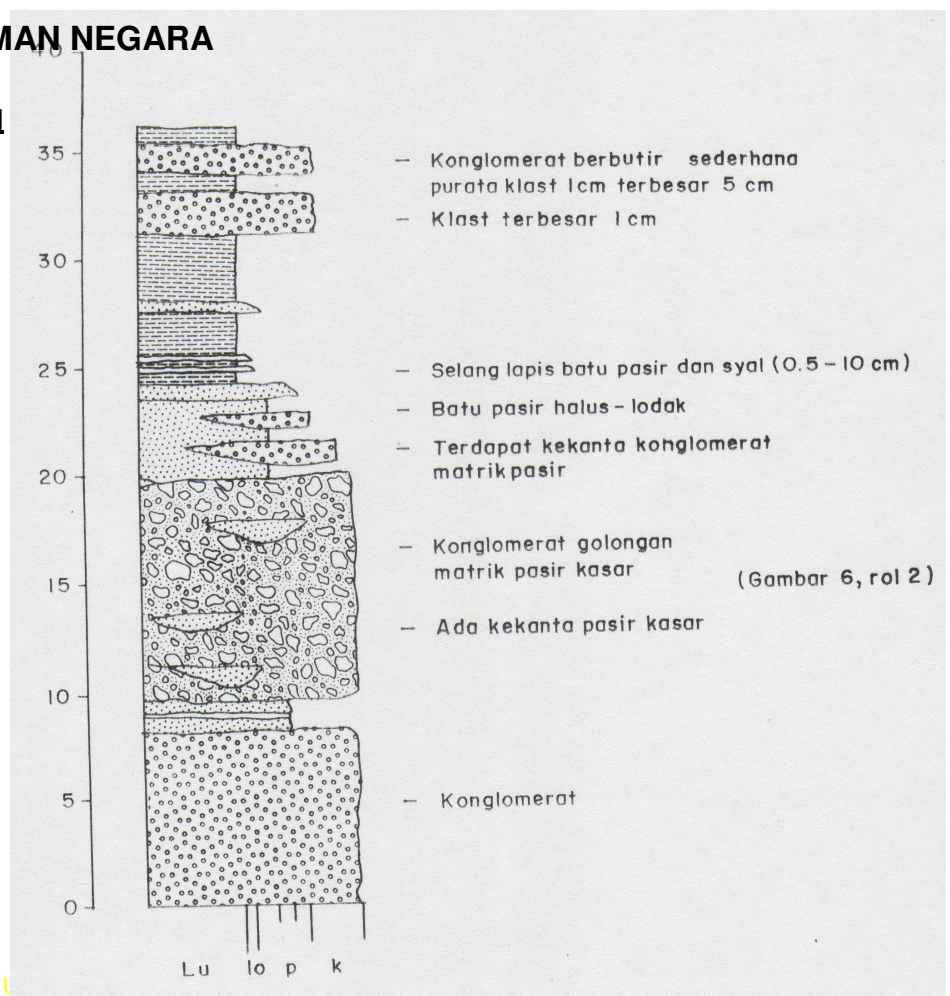 MAN NEGARA
40
35
30
25
20
15
10
5
0
Konglomerat berbutir sederhana
purata klast 1cm terbesar 5 cm
Klast terbesar 1 cm
Selang lapis batu pasir dan syal (0.5-10 cm)
Batu pasir halus - lodak
Terdapat kekanta konglomerat
matrik pasir
Konglomerat golongan
matrik pasir kasar
(Gambar 6, rol 2)
Ada kekanta pasir kasar
Konglomerat
Lu lo p k